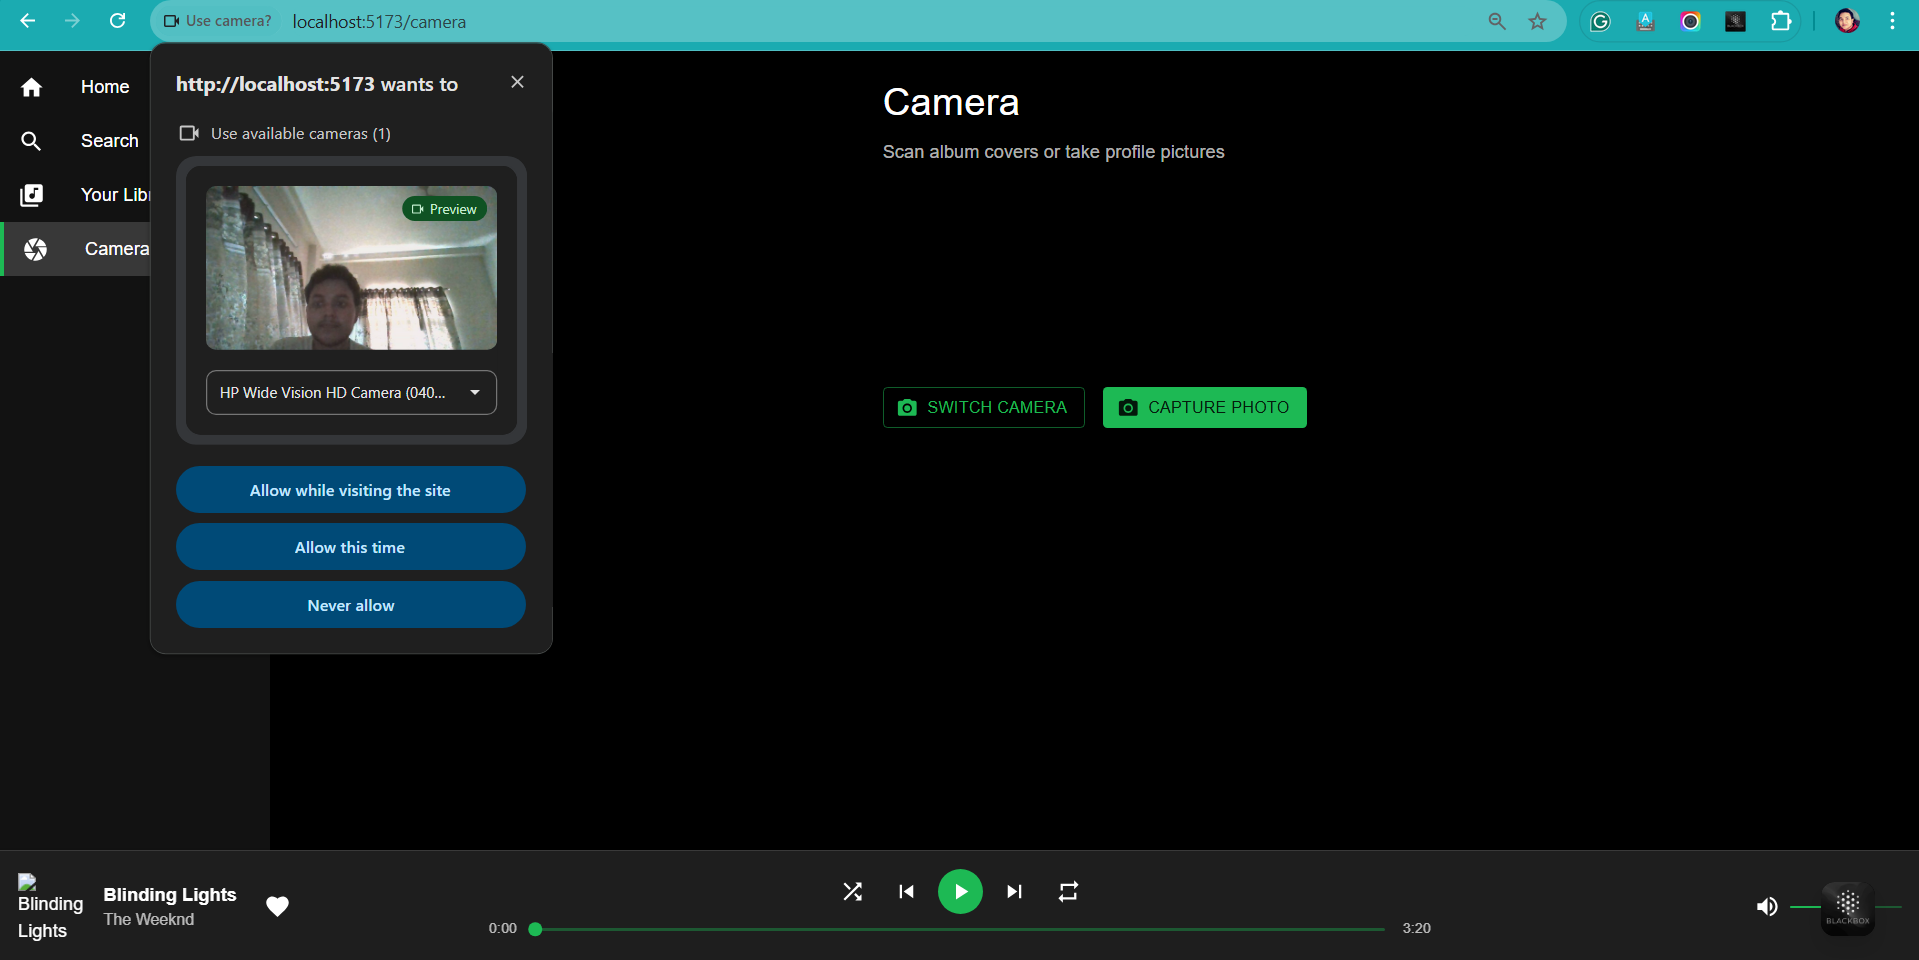 Use camera?
localhost:5173/camera
http://localhost:5173 wants to
Use available cameras (1)
Preview
HP Wide Vision HD Camera (040...
Allow while visiting the site
Allow this time
Never allow
Home
Search
Your Libr
Camera
Camera
Scan album covers or take profile pictures
SWITCH CAMERA
CAPTURE PHOTO
Blinding
Lights
Blinding Lights
The Weeknd
0:00
3:20
BLACKBOX